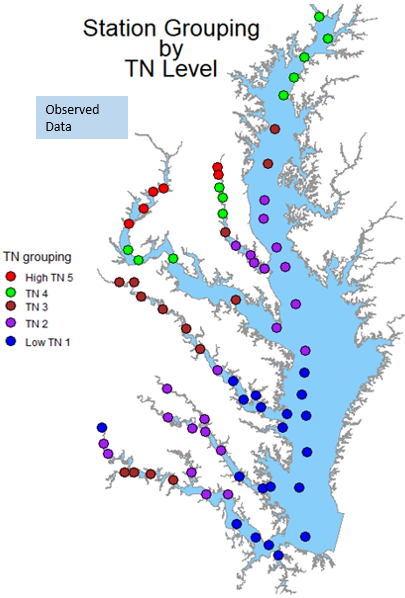 Station Grouping
by
TN Level
Observed
Data
TN grouping
High TN 5
TN 4
TN 3
TN 2
Low TN 1